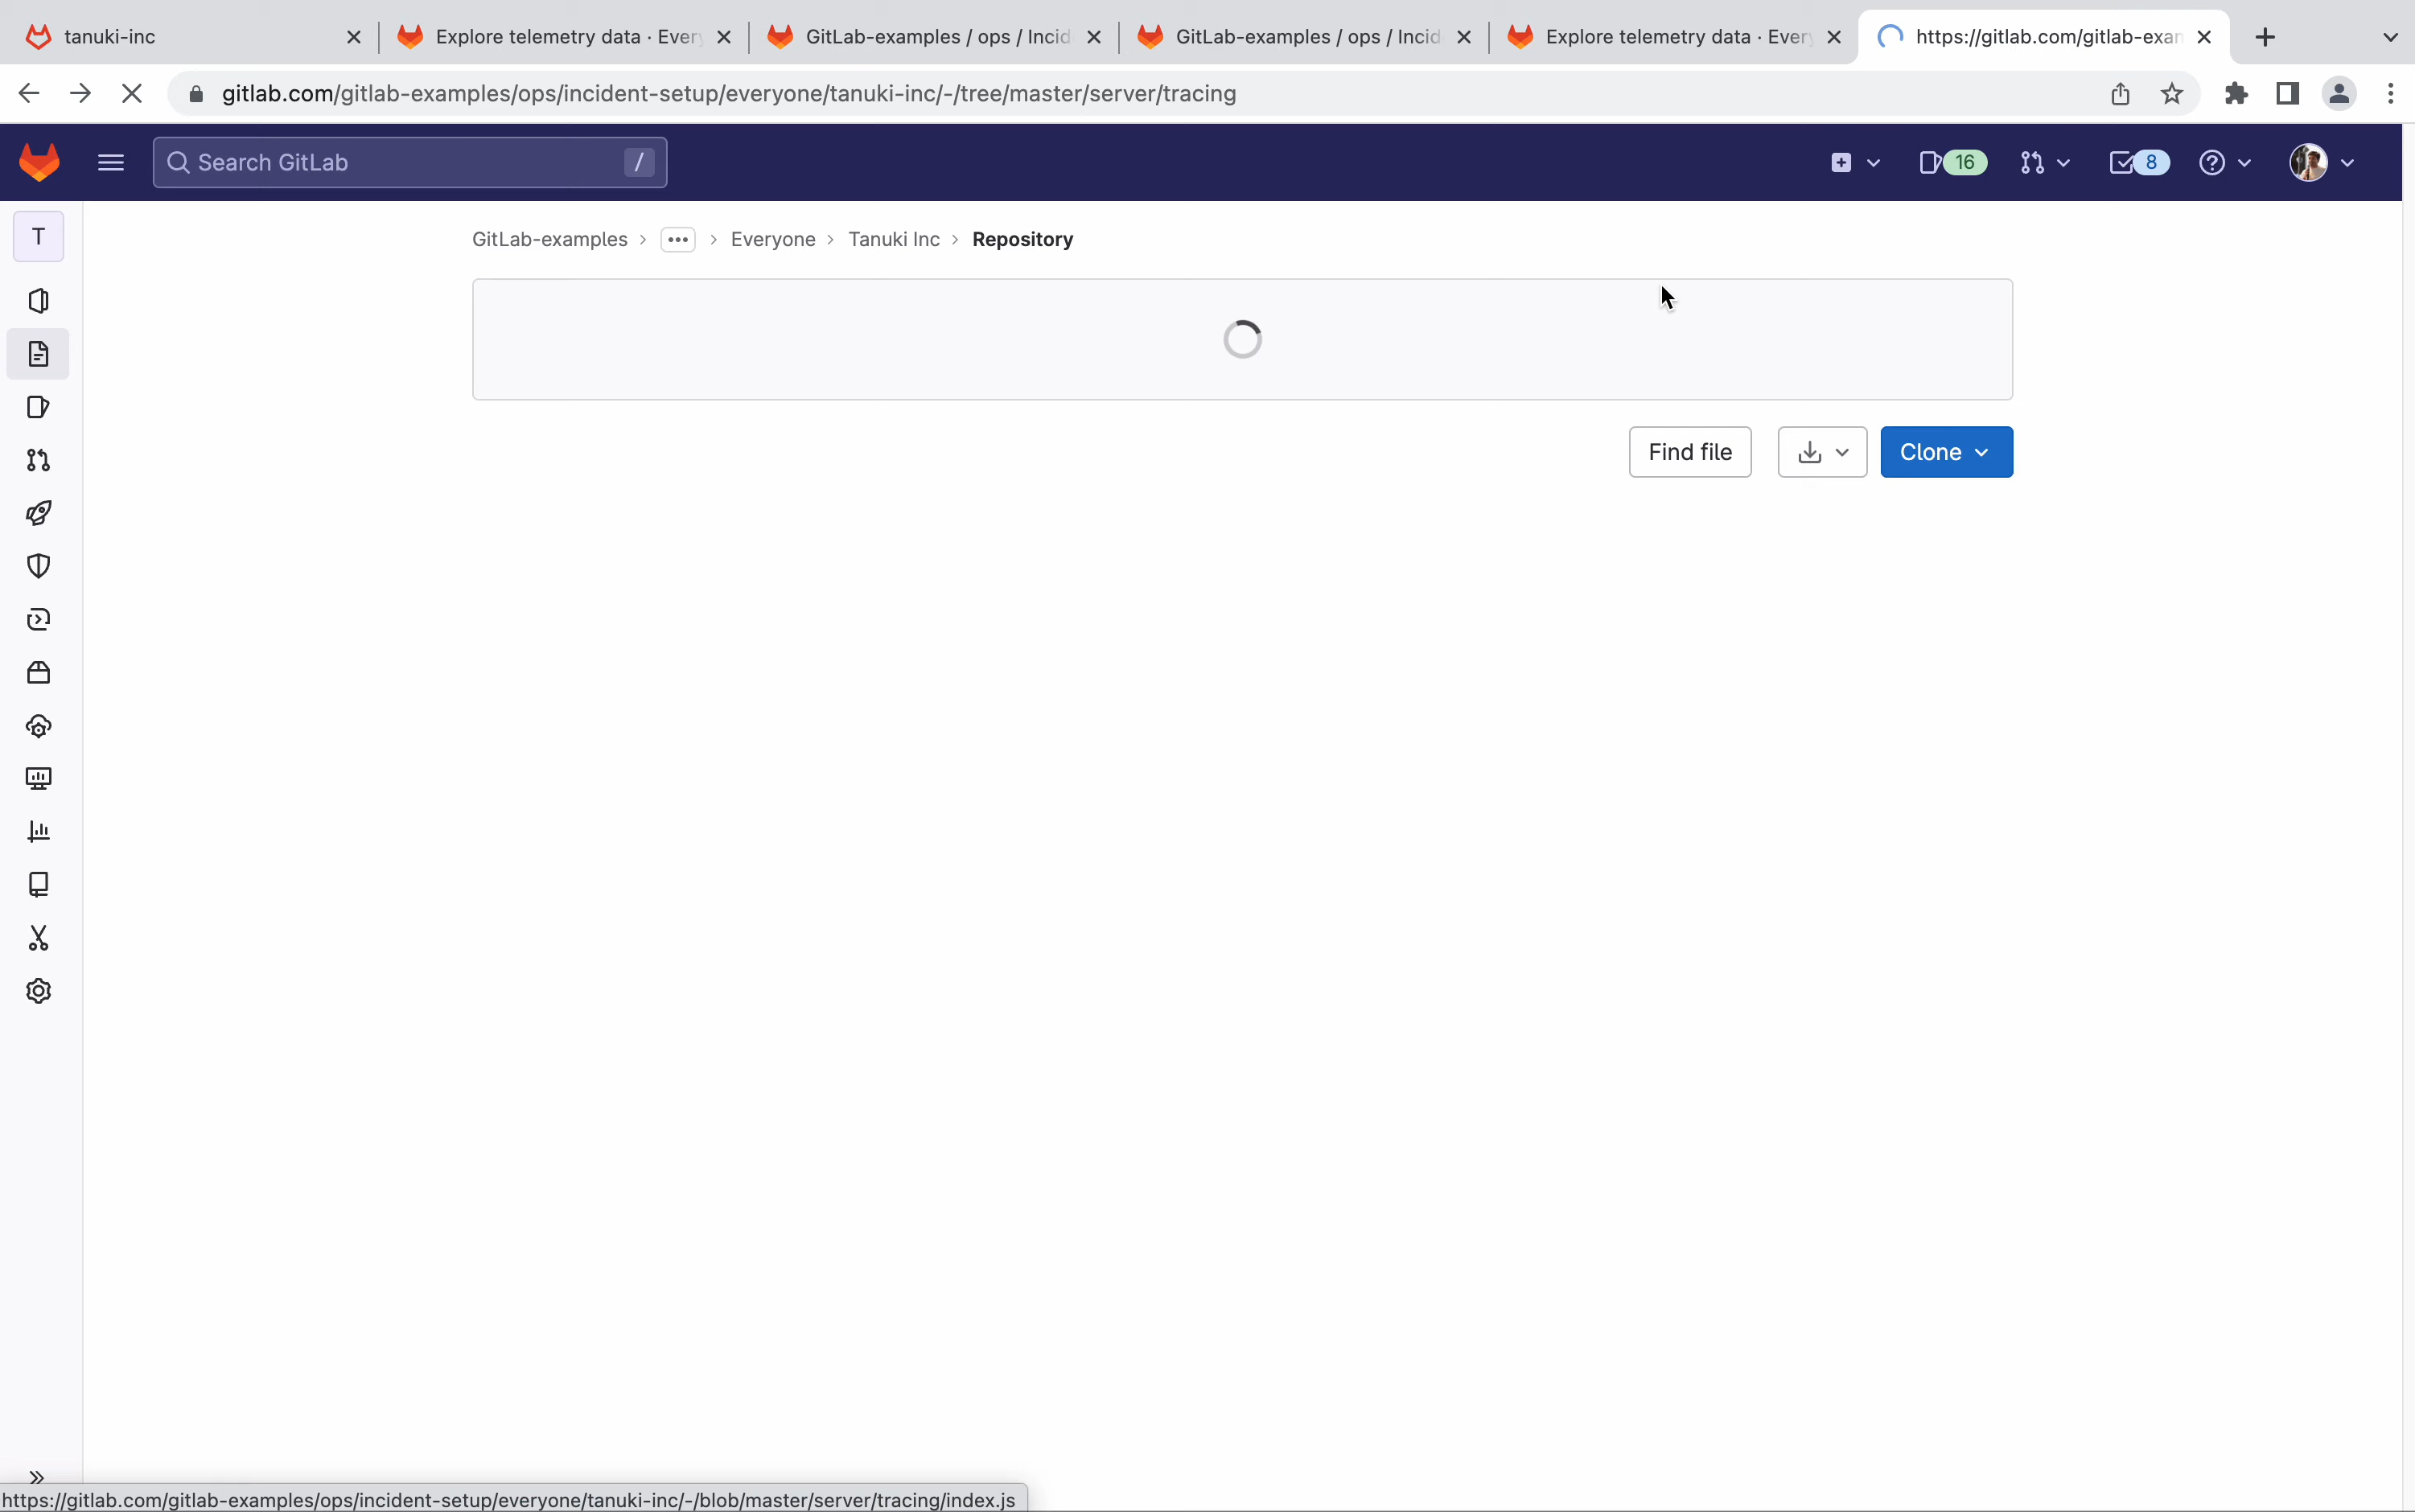 tanuki-inc
Explore telemetry data · Every
GitLab-examples / ops / Incid
GitLab-examples / ops / Incid
Explore telemetry data · Every
https://gitlab.com/gitlab-exam
gitlab.com/gitlab-examples/ops/incident-setup/everyone/tanuki-inc/-/tree/master/server/tracing
Search GitLab /
16
8
T
GitLab-examples > ••• > Everyone > Tanuki Inc > Repository
Find file
Clone
https://gitlab.com/gitlab-examples/ops/incident-setup/everyone/tanuki-inc/-/blob/master/server/tracing/index.js